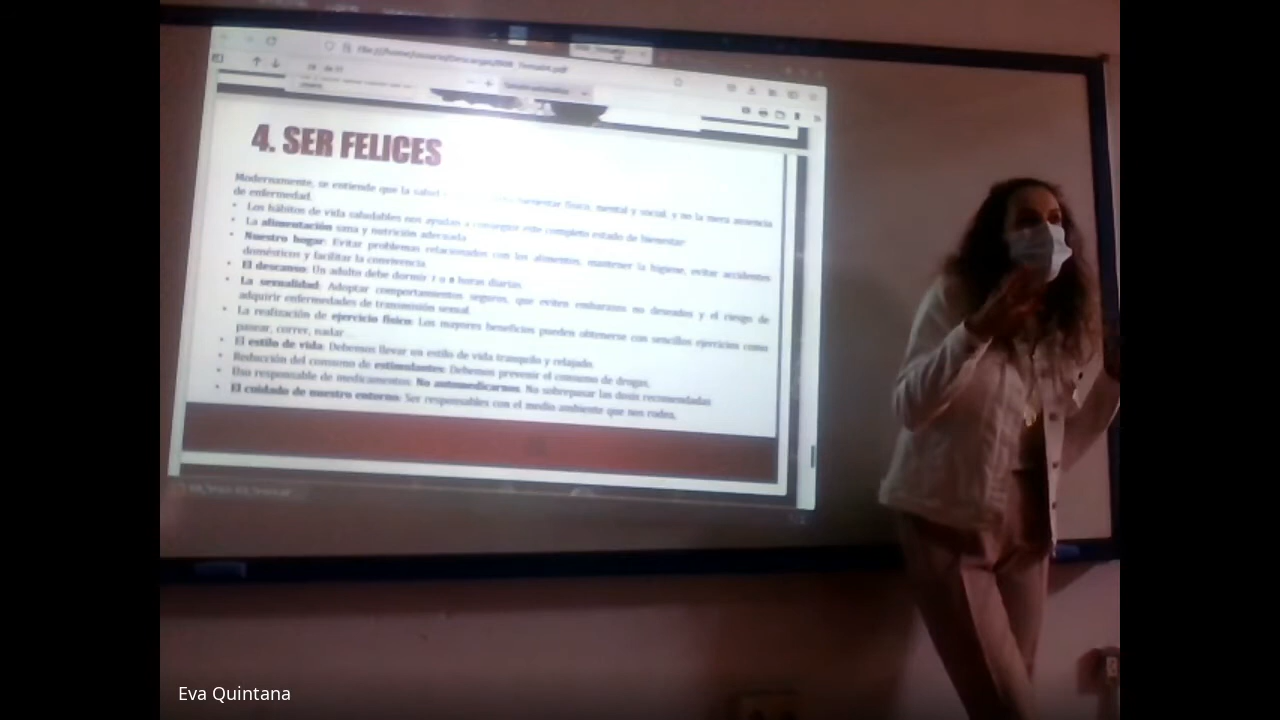 4. SER FELICES
Modernamente, se entiende que la salud bienestar físico, mental y social, y no la mera ausencia
de enfermedad.
• Los hábitos de vida saludables nos ayudan a conseguir este completo estado de bienestar
• La alimentación sana y nutrición adecuada
• Nuestro hogar: Evitar problemas relacionados con los alimentos, mantener la higiene, evitar accidentes
domésticos y facilitar la convivencia.
• El descanso: Un adulto debe dormir 7 u 8 horas diarias.
• La sexualidad: Adoptar comportamientos seguros, que eviten embarazos no deseados y el riesgo de
adquirir enfermedades de transmisión sexual.
• La realización de ejercicio físico: Los mayores beneficios pueden obtenerse con sencillos ejercicios como
pasear, correr, nadar...
• El estilo de vida: Debemos llevar un estilo de vida tranquilo y relajado.
• Reducción del consumo de estimulantes: Debemos prevenir el consumo de drogas.
• Uso responsable de medicamentos: No automedicarnos. No sobrepasar las dosis recomendadas
• El cuidado de nuestro entorno: Ser responsables con el medio ambiente que nos rodea.
Eva Quintana